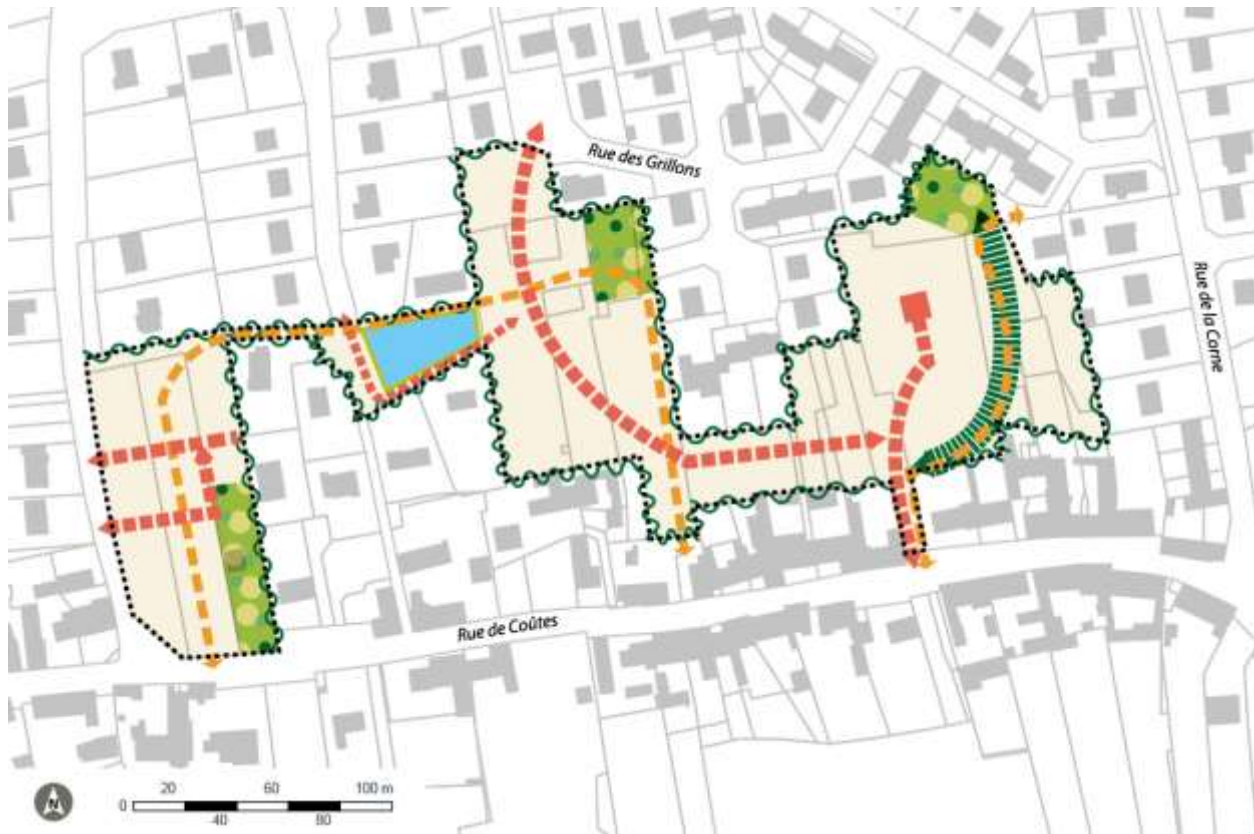 Rue des Grillons
Rue de la Corne
Rue de Coûtes
N
20 60 100 m
0
40 80